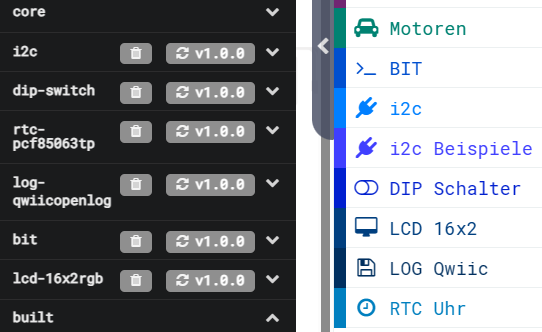 core
i2c v1.0.0
dip-switch v1.0.0
rtc-
pcf85063tp v1.0.0
log-
qwiicopenlog v1.0.0
bit v1.0.0
lcd-16x2rgb v1.0.0
built
Motoren
BIT
i2c
i2c Beispiele
DIP Schalter
LCD 16x2
LOG Qwiic
RTC Uhr